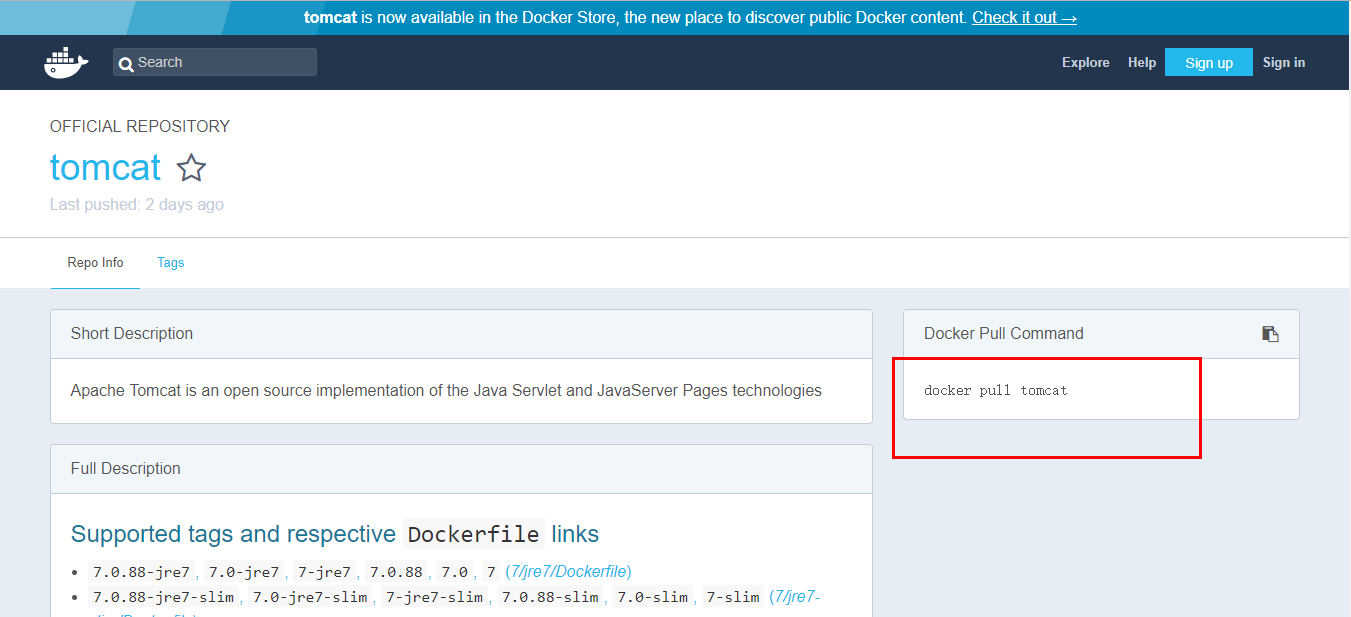 tomcat is now available in the Docker Store, the new place to discover public Docker content. Check it out →
Search
Explore Help Sign up Sign in
OFFICIAL REPOSITORY
tomcat
Last pushed: 2 days ago
Repo Info Tags
Short Description
Apache Tomcat is an open source implementation of the Java Servlet and JavaServer Pages technologies
Docker Pull Command
docker pull tomcat
Full Description
Supported tags and respective Dockerfile links
• 7.0.88-jre7, 7.0-jre7, 7-jre7, 7.0.88, 7.0, 7 (7/jre7/Dockerfile)
• 7.0.88-jre7-slim, 7.0-jre7-slim, 7-jre7-slim, 7.0.88-slim, 7.0-slim, 7-slim (7/jre7-